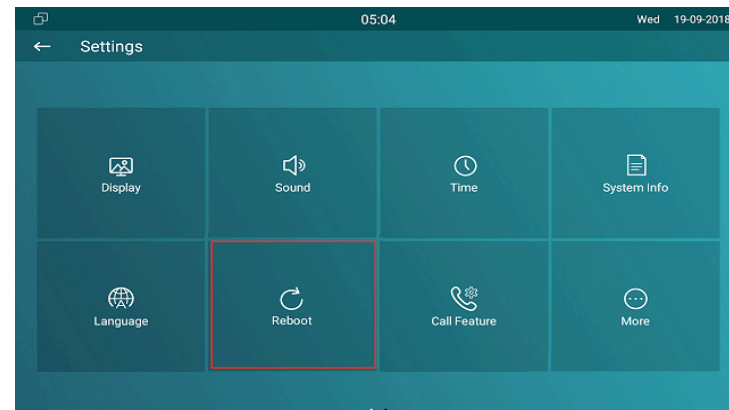 05:04
Wed 19-09-2018
Settings
Display
Sound
Time
System Info
Language
Reboot
Call Feature
More